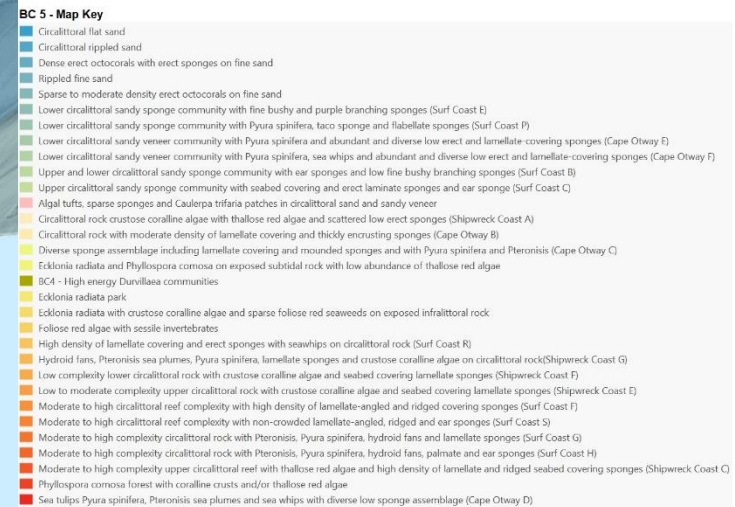 BC 5 - Map Key
Circalittoral flat sand
Circalittoral rippled sand
Dense erect octocorals with erect sponges on fine sand
Rippled fine sand
Sparse to moderate density erect octocorals on fine sand
Lower circalittoral sandy sponge community with fine bushy and purple branching sponges (Surf Coast E)
Lower circalittoral sandy sponge community with Pyura spinifera, taco sponge and flabellate sponges (Surf Coast P)
Lower circalittoral sandy veneer community with Pyura spinifera and abundant and diverse low erect and lamellate-covering sponges (Cape Otway E)
Lower circalittoral sandy veneer community with Pyura spinifera, sea whips and abundant and diverse low erect and lamellate-covering sponges (Cape Otway F)
Upper and lower circalittoral sandy sponge community with ear sponges and low fine bushy branching sponges (Surf Coast B)
Upper circalittoral sandy sponge community with seabed covering and erect laminate sponges and ear sponge (Surf Coast C)
Algal tufts, sparse sponges and Caulerpa trifaria patches in circalittoral sand and sandy veneer
Circalittoral rock crustose coralline algae with thallose red algae and scattered low erect sponges (Shipwreck Coast A)
Circalittoral rock with moderate density of lamellate covering and thickly encrusting sponges (Cape Otway B)
Diverse sponge assemblage including lamellate covering and mounded sponges and with Pyura spinifera and Pteronisis (Cape Otway C)
Ecklonia radiata and Phyllospora comosa on exposed subtidal rock with low abundance of thallose red algae
BC4 - High energy Durvillaea communities
Ecklonia radiata park
Ecklonia radiata with crustose coralline algae and sparse foliose red seaweeds on exposed infralittoral rock
Foliose red algae with sessile invertebrates
High density of lamellate covering and erect sponges with seawhips on circalittoral rock (Surf Coast R)
Hydroid fans, Pteronisis sea plumes, Pyura spinifera, lamellate sponges and crustose coralline algae on circalittoral rock(Shipwreck Coast G)
Low complexity lower circalittoral rock with crustose coralline algae and seabed covering lamellate sponges (Shipwreck Coast F)
Low to moderate complexity upper circalittoral rock with crustose coralline algae and seabed covering lamellate sponges (Shipwreck Coast E)
Moderate to high circalittoral reef complexity with high density of lamellate-angled and ridged covering sponges (Surf Coast F)
Moderate to high circalittoral reef complexity with non-crowded lamellate-angled, ridged and ear sponges (Surf Coast S)
Moderate to high complexity circalittoral rock with Pteronisis, Pyura spinifera, hydroid fans and lamellate sponges (Surf Coast G)
Moderate to high complexity circalittoral rock with Pteronisis, Pyura spinifera, hydroid fans, palmate and ear sponges (Surf Coast H)
Moderate to high complexity upper circalittoral reef with thallose red algae and high density of lamellate and ridged seabed covering sponges (Shipwreck Coast C)
Phyllospora comosa forest with coralline crusts and/or thallose red algae
Sea tulips Pyura spinifera, Pteronisis sea plumes and sea whips with diverse low sponge assemblage (Cape Otway D)